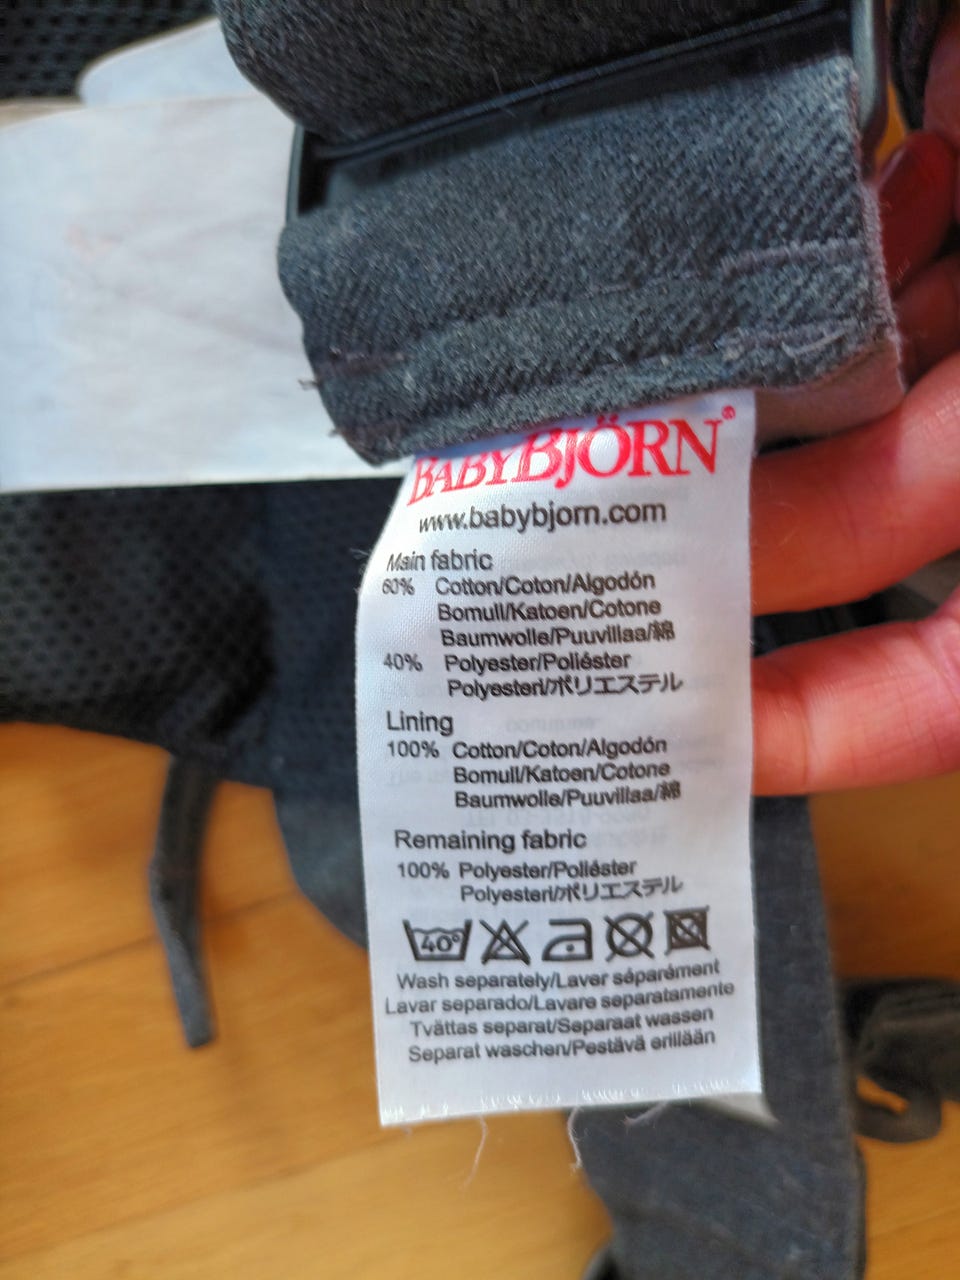 BABYBJÖRN®
www.babybjorn.com
Main fabric
60% Cotton/Coton/Algodón
Bomull/Katoen/Cotone
Baumwolle/Puuvillaa/綿
40% Polyester/Poliéster
Polyesteri/ポリエステル
Lining
100% Cotton/Coton/Algodón
Bomull/Katoen/Cotone
Baumwolle/Puuvillaa/綿
Remaining fabric
100% Polyester/Poliéster
Polyesteri/ポリエステル
40°
Wash separately/Laver séparément
Lavar separado/Lavare separatamente
Tvättas separat/Separaat wassen
Separat waschen/Pestävä erillään